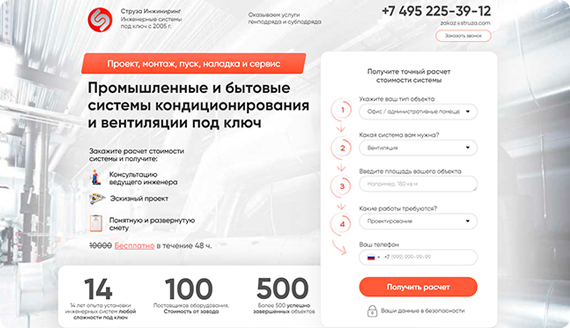 Струза Инжиниринг
Инженерные системы
под ключ с 2005 г.
Оказываем услуги
генподряда и субподряда
+7 495 225-39-12
zakaz@struza.com
Заказать звонок
Проект, монтаж, пуск, наладка и сервис
Промышленные и бытовые
системы кондиционирования
и вентиляции под ключ
Закажите расчет стоимости
системы и получите:
Консультацию
ведущего инженера
Эскизный проект
Понятную и развернутую
смету
10000 Бесплатно в течение 48 ч.
14
14 лет опыта установки
инженерных систем любой
сложности под ключ
100
Поставщиков оборудования.
Стоимость от завода
500
Более 500 успешно
завершенных объектов
Получите точный расчет
стоимости системы
1
Укажите ваш тип объекта
Офис / административные помеще
2
Какая система вам нужна?
Вентиляция
3
Введите площадь вашего объекта
Например, 180 кв м
4
Какие работы требуются?
Проектирование
Ваш телефон
+7 (999) 999-99-99
Получить расчет
Ваши данные в безопасности